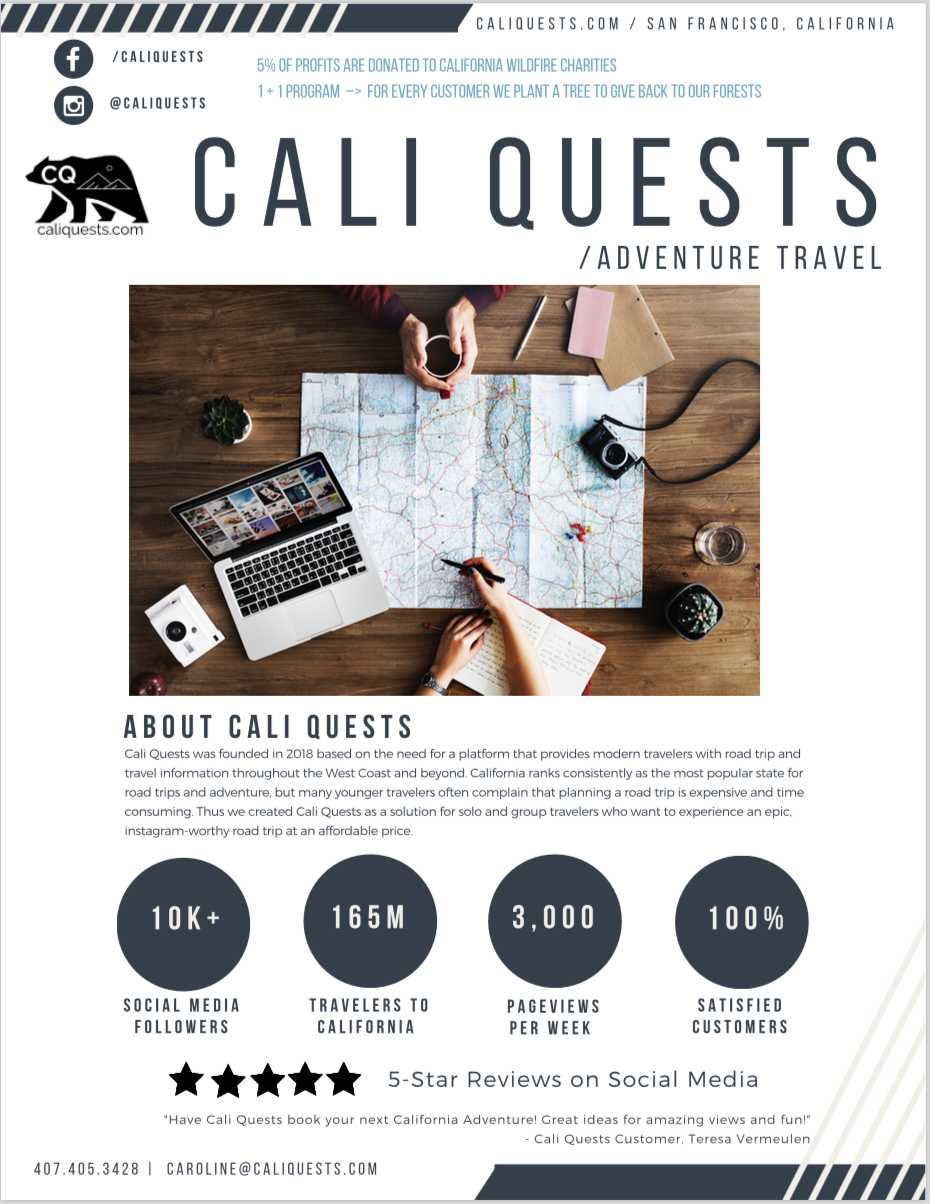 CALIQUESTS.COM / SAN FRANCISCO, CALIFORNIA
/CALIQUESTS
@CALIQUESTS
5% OF PROFITS ARE DONATED TO CALIFORNIA WILDFIRE CHARITIES
1 + 1 PROGRAM --> FOR EVERY CUSTOMER WE PLANT A TREE TO GIVE BACK TO OUR FORESTS
CQ
caliquests.com
CALI QUESTS
/ADVENTURE TRAVEL
ABOUT CALI QUESTS
Cali Quests was founded in 2018 based on the need for a platform that provides modern travelers with road trip and
travel information throughout the West Coast and beyond. California ranks consistently as the most popular state for
road trips and adventure, but many younger travelers often complain that planning a road trip is expensive and time
consuming. Thus we created Cali Quests as a solution for solo and group travelers who want to experience an epic,
instagram-worthy road trip at an affordable price.
10K+
SOCIAL MEDIA
FOLLOWERS
165M
TRAVELERS TO
CALIFORNIA
3,000
PAGEVIEWS
PER WEEK
100%
SATISFIED
CUSTOMERS
5-Star Reviews on Social Media
"Have Cali Quests book your next California Adventure! Great ideas for amazing views and fun!"
- Cali Quests Customer, Teresa Vermeulen
407.405.3428 | CAROLINE@CALIQUESTS.COM